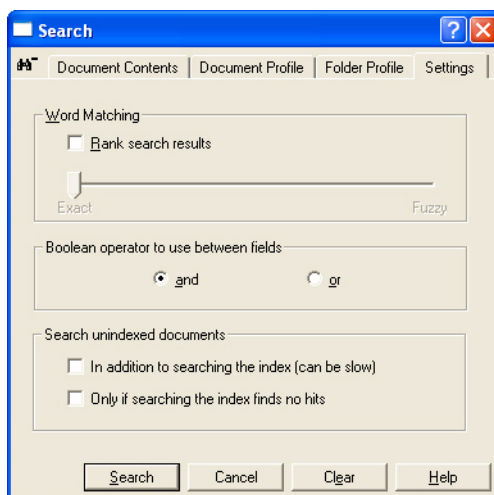 Search
Document Contents Document Profile Folder Profile Settings
Word Matching
Rank search results
Exact Fuzzy
Boolean operator to use between fields
and or
Search unindexed documents
In addition to searching the index (can be slow)
Only if searching the index finds no hits
Search Cancel Clear Help